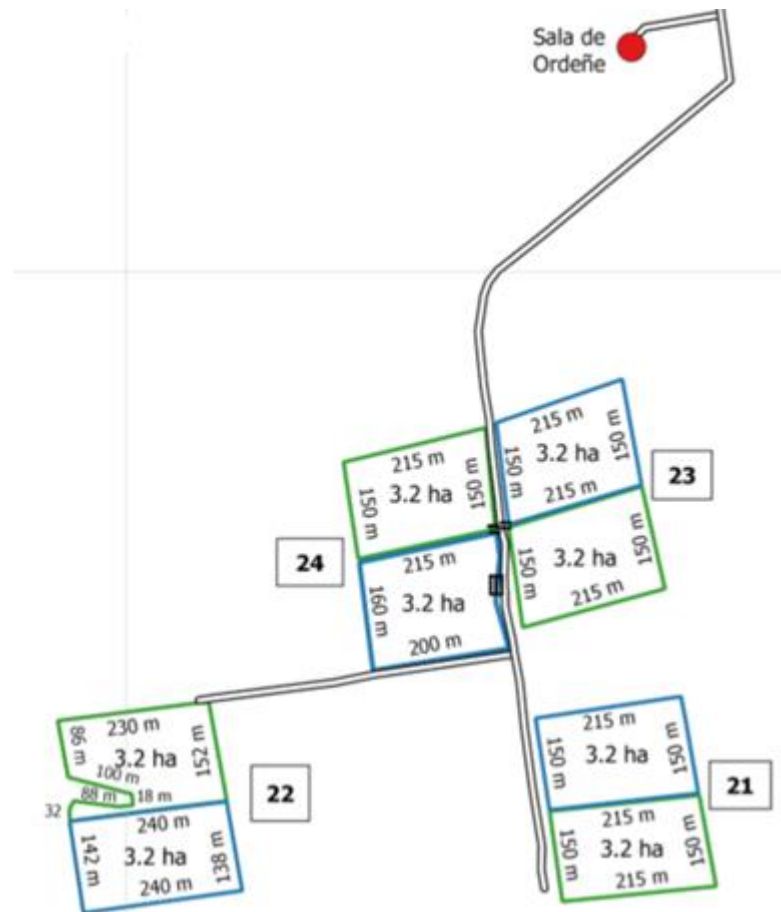 Sala de
Ordeñe
215 m
150 m
3.2 ha
150 m
215 m
23
215 m
150 m
3.2 ha
150 m
150 m
3.2 ha
150 m
215 m
24
215 m
160 m
3.2 ha
200 m
230 m
86 m
3.2 ha
152 m
100 m
88 m
18 m
32
22
240 m
142 m
3.2 ha
138 m
240 m
215 m
150 m
3.2 ha
150 m
21
215 m
150 m
3.2 ha
150 m
215 m